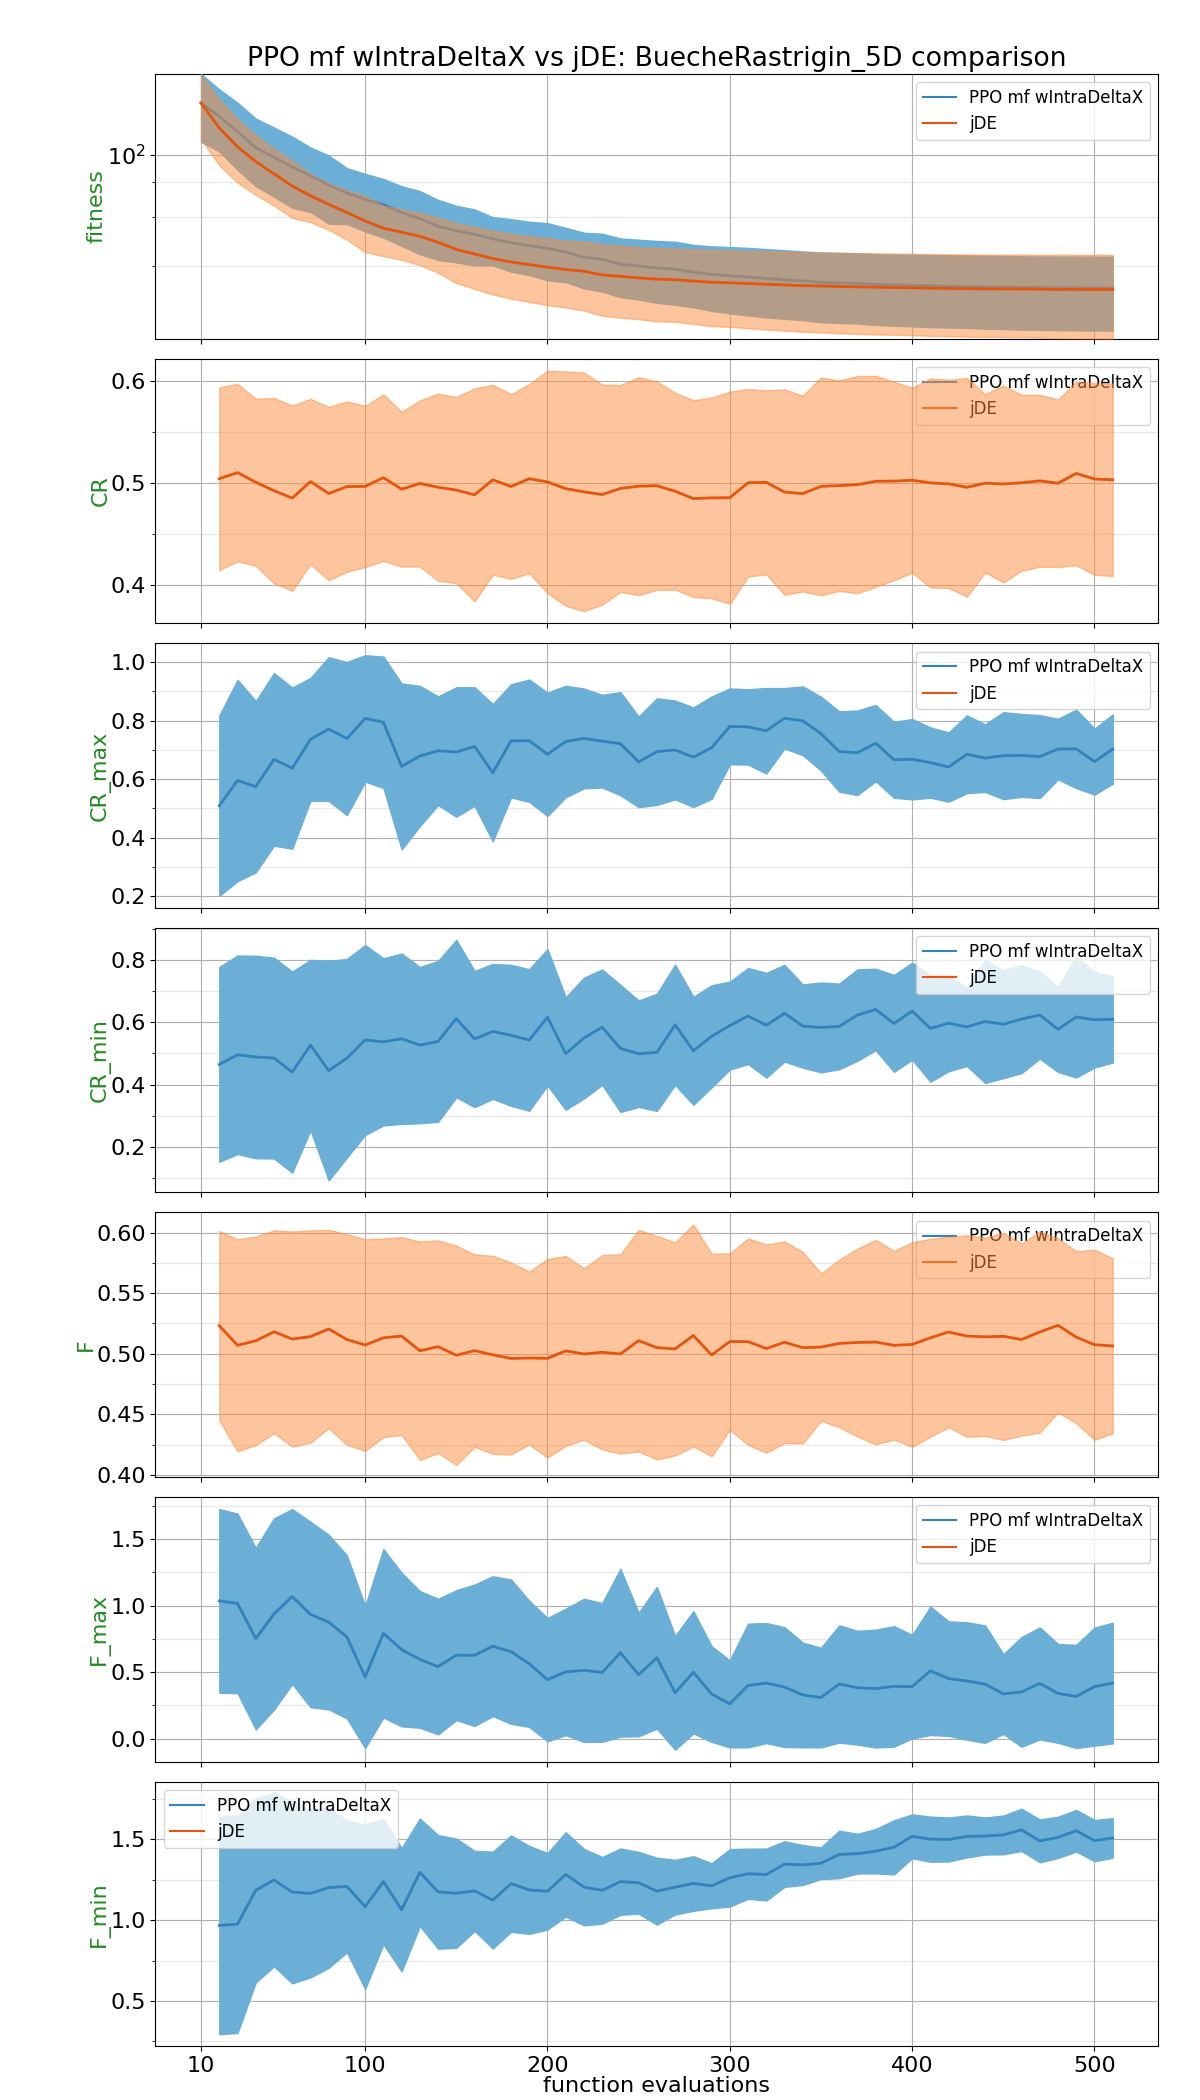 PPO mf wIntraDeltaX vs jDE: BuecheRastrigin_5D comparison
PPO mf wIntraDeltaX
jDE
10²
fitness
PPO mf wIntraDeltaX
jDE
0.6
0.5
0.4
CR
PPO mf wIntraDeltaX
jDE
1.0
0.8
0.6
0.4
0.2
CR_max
PPO mf wIntraDeltaX
jDE
0.8
0.6
0.4
0.2
CR_min
PPO mf wIntraDeltaX
jDE
0.60
0.55
0.50
0.45
0.40
F
PPO mf wIntraDeltaX
jDE
1.5
1.0
0.5
0.0
F_max
PPO mf wIntraDeltaX
jDE
1.5
1.0
0.5
F_min
10 100 200 300 400 500
function evaluations